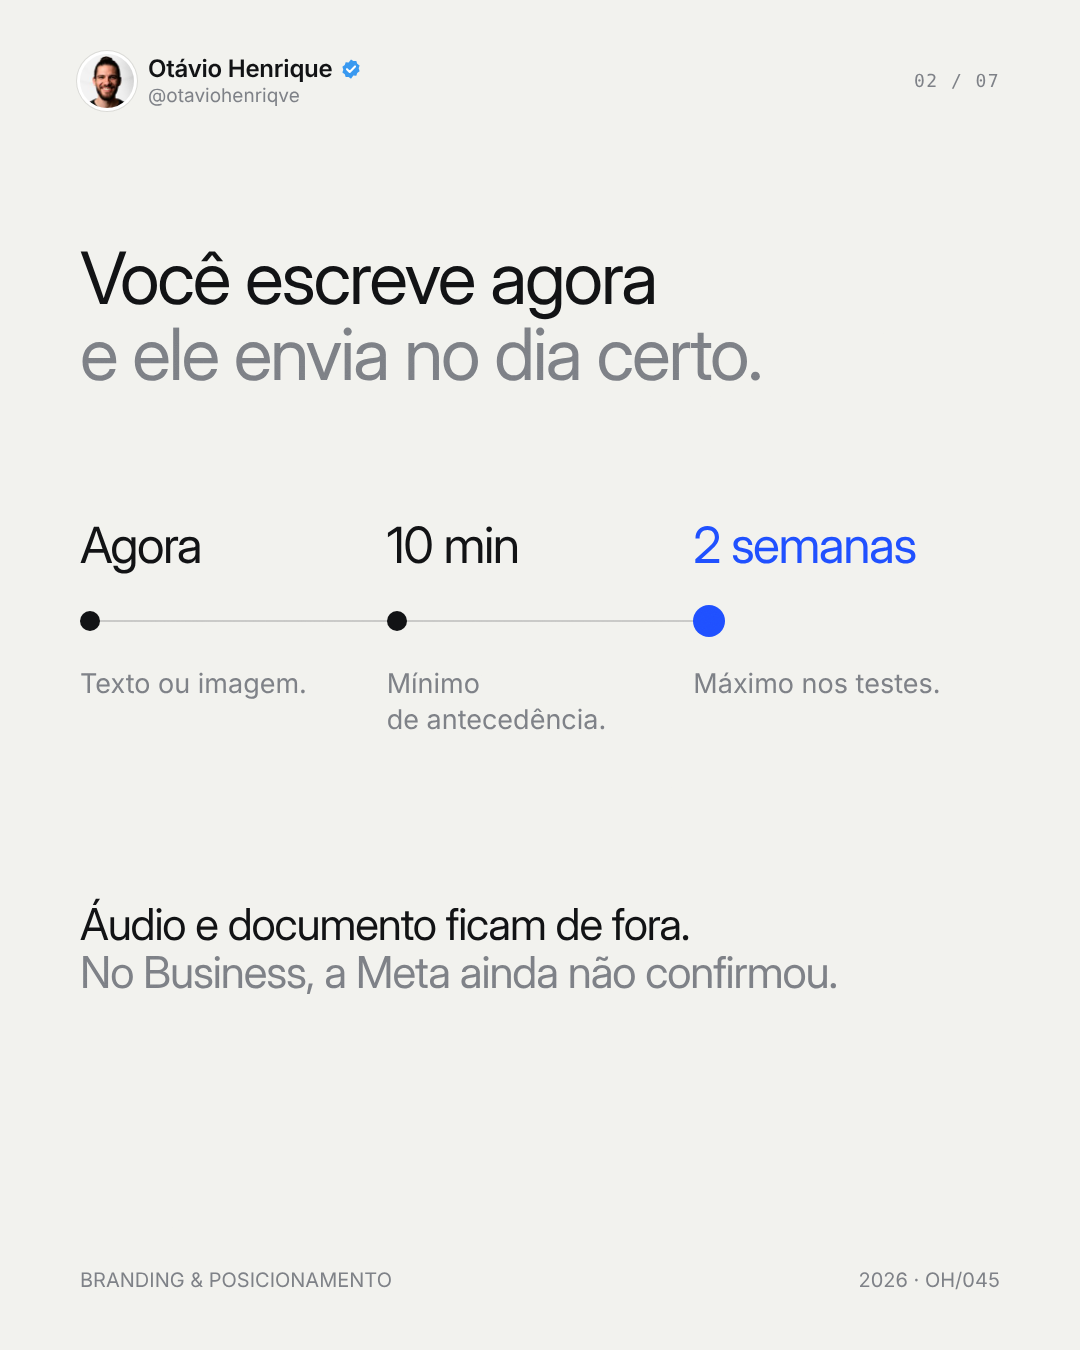 Otávio Henrique
@otaviohenriqve
02 / 07
Você escreve agora
e ele envia no dia certo.
Agora
10 min
2 semanas
Texto ou imagem.
Mínimo
de antecedência.
Máximo nos testes.
Áudio e documento ficam de fora.
No Business, a Meta ainda não confirmou.
BRANDING & POSICIONAMENTO
2026 · OH/045